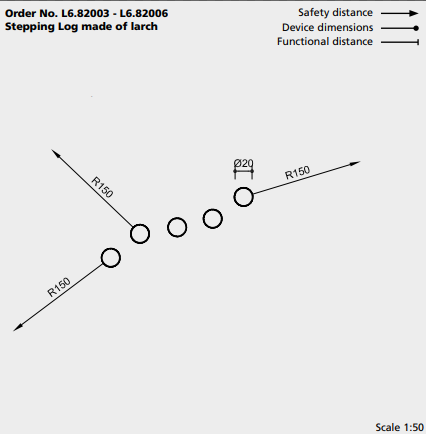 Order No. L6.82003 - L6.82006
Stepping Log made of larch
Safety distance
Device dimensions
Functional distance
Ø20
R150
R150
R150
Scale 1:50